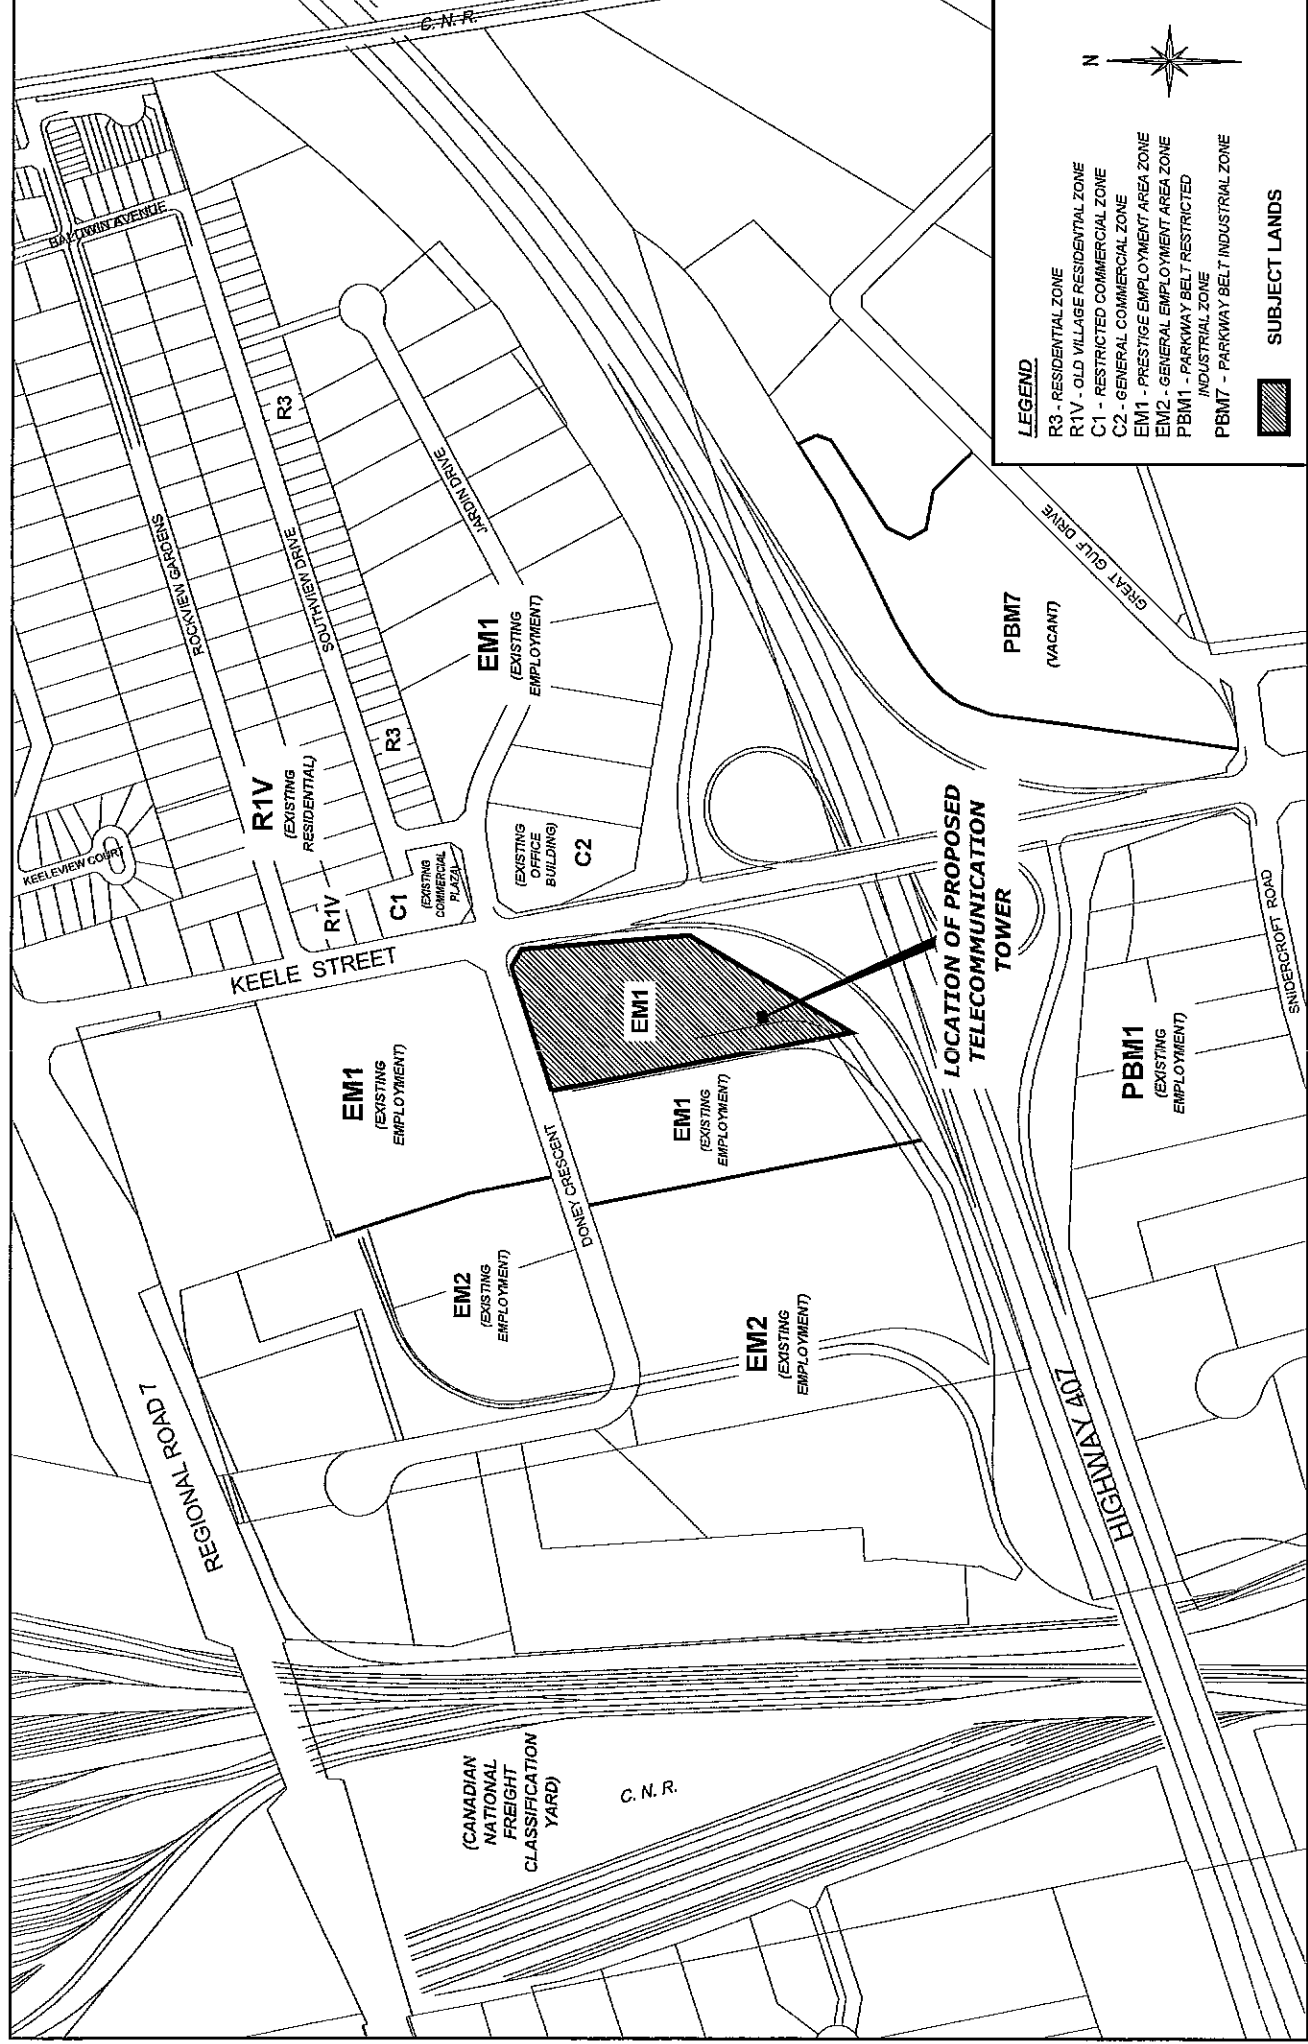 C. N. R.
BALDWIN AVENUE
ROCKVIEW GARDENS
SOUTHVIEW DRIVE
R3
JARDIN DRIVE
KEELEVIEW COURT
R1V
(EXISTING
RESIDENTIAL)
R3
R1V
C1
(EXISTING
COMMERCIAL
PLAZA)
EM1
(EXISTING
EMPLOYMENT)
(EXISTING
OFFICE
BUILDING)
C2
KEELE STREET
EM1
(EXISTING
EMPLOYMENT)
EM1
EM1
(EXISTING
EMPLOYMENT)
DONEY CRESCENT
LOCATION OF PROPOSED
TELECOMMUNICATION
TOWER
PBM7
(VACANT)
GREAT GULF DRIVE
SNIDERCROFT ROAD
PBM1
(EXISTING
EMPLOYMENT)
EM2
(EXISTING
EMPLOYMENT)
EM2
(EXISTING
EMPLOYMENT)
REGIONAL ROAD 7
HIGHWAY 407
(CANADIAN
NATIONAL
FREIGHT
CLASSIFICATION
YARD)
C. N. R.
N
LEGEND
R3 - RESIDENTIAL ZONE
R1V - OLD VILLAGE RESIDENTIAL ZONE
C1 - RESTRICTED COMMERCIAL ZONE
C2 - GENERAL COMMERCIAL ZONE
EM1 - PRESTIGE EMPLOYMENT AREA ZONE
EM2 - GENERAL EMPLOYMENT AREA ZONE
PBM1 - PARKWAY BELT RESTRICTED
INDUSTRIAL ZONE
PBM7 - PARKWAY BELT INDUSTRIAL ZONE
SUBJECT LANDS